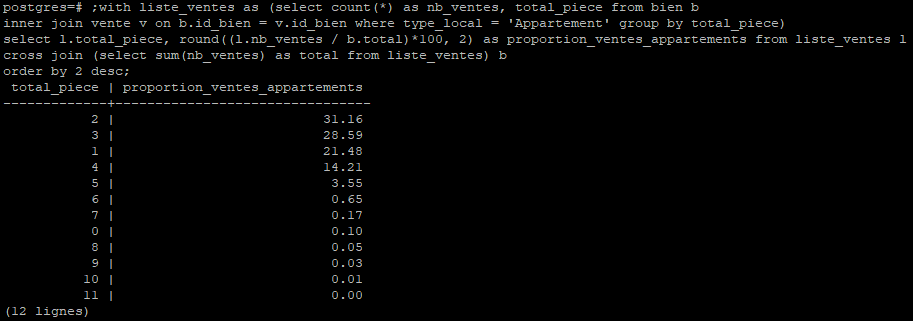 postgres=# ;with liste_ventes as (select count(*) as nb_ventes, total_piece from bien b
inner join vente v on b.id_bien = v.id_bien where type_local = 'Appartement' group by total_piece)
select l.total_piece, round((l.nb_ventes / b.total)*100, 2) as proportion_ventes_appartements from liste_ventes l
cross join (select sum(nb_ventes) as total from liste_ventes) b
order by 2 desc;
 total_piece | proportion_ventes_appartements
-------------+--------------------------------
           2 |                          31.16
           3 |                          28.59
           1 |                          21.48
           4 |                          14.21
           5 |                           3.55
           6 |                           0.65
           7 |                           0.17
           0 |                           0.10
           8 |                           0.05
           9 |                           0.03
          10 |                           0.01
          11 |                           0.00
(12 lignes)